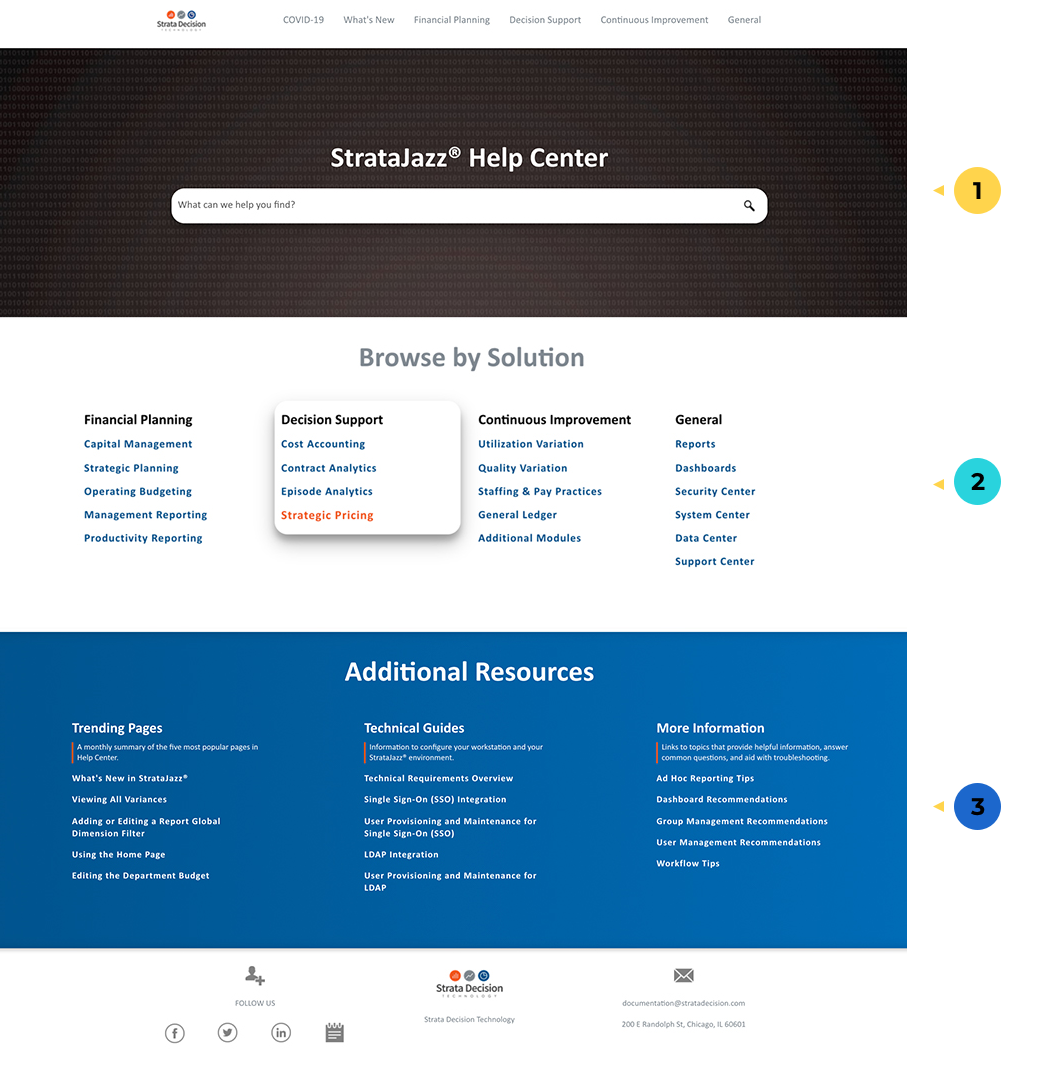 Strata Decision
TECHNOLOGY
COVID-19
What's New
Financial Planning
Decision Support
Continuous Improvement
General
StrataJazz® Help Center
What can we help you find?
1
Browse by Solution
Financial Planning
Capital Management
Strategic Planning
Operating Budgeting
Management Reporting
Productivity Reporting
Decision Support
Cost Accounting
Contract Analytics
Episode Analytics
Strategic Pricing
Continuous Improvement
Utilization Variation
Quality Variation
Staffing & Pay Practices
General Ledger
Additional Modules
General
Reports
Dashboards
Security Center
System Center
Data Center
Support Center
2
Additional Resources
Trending Pages
A monthly summary of the five most popular pages in
Help Center.
What's New in StrataJazz®
Viewing All Variances
Adding or Editing a Report Global
Dimension Filter
Using the Home Page
Editing the Department Budget
Technical Guides
Information to configure your workstation and your
StrataJazz® environment.
Technical Requirements Overview
Single Sign-On (SSO) Integration
User Provisioning and Maintenance for
Single Sign-On (SSO)
LDAP Integration
User Provisioning and Maintenance for
LDAP
More Information
Links to topics that provide helpful information, answer
common questions, and aid with troubleshooting.
Ad Hoc Reporting Tips
Dashboard Recommendations
Group Management Recommendations
User Management Recommendations
Workflow Tips
3
FOLLOW US
Strata Decision
TECHNOLOGY
Strata Decision Technology
documentation@stratadecision.com
200 E Randolph St, Chicago, IL 60601